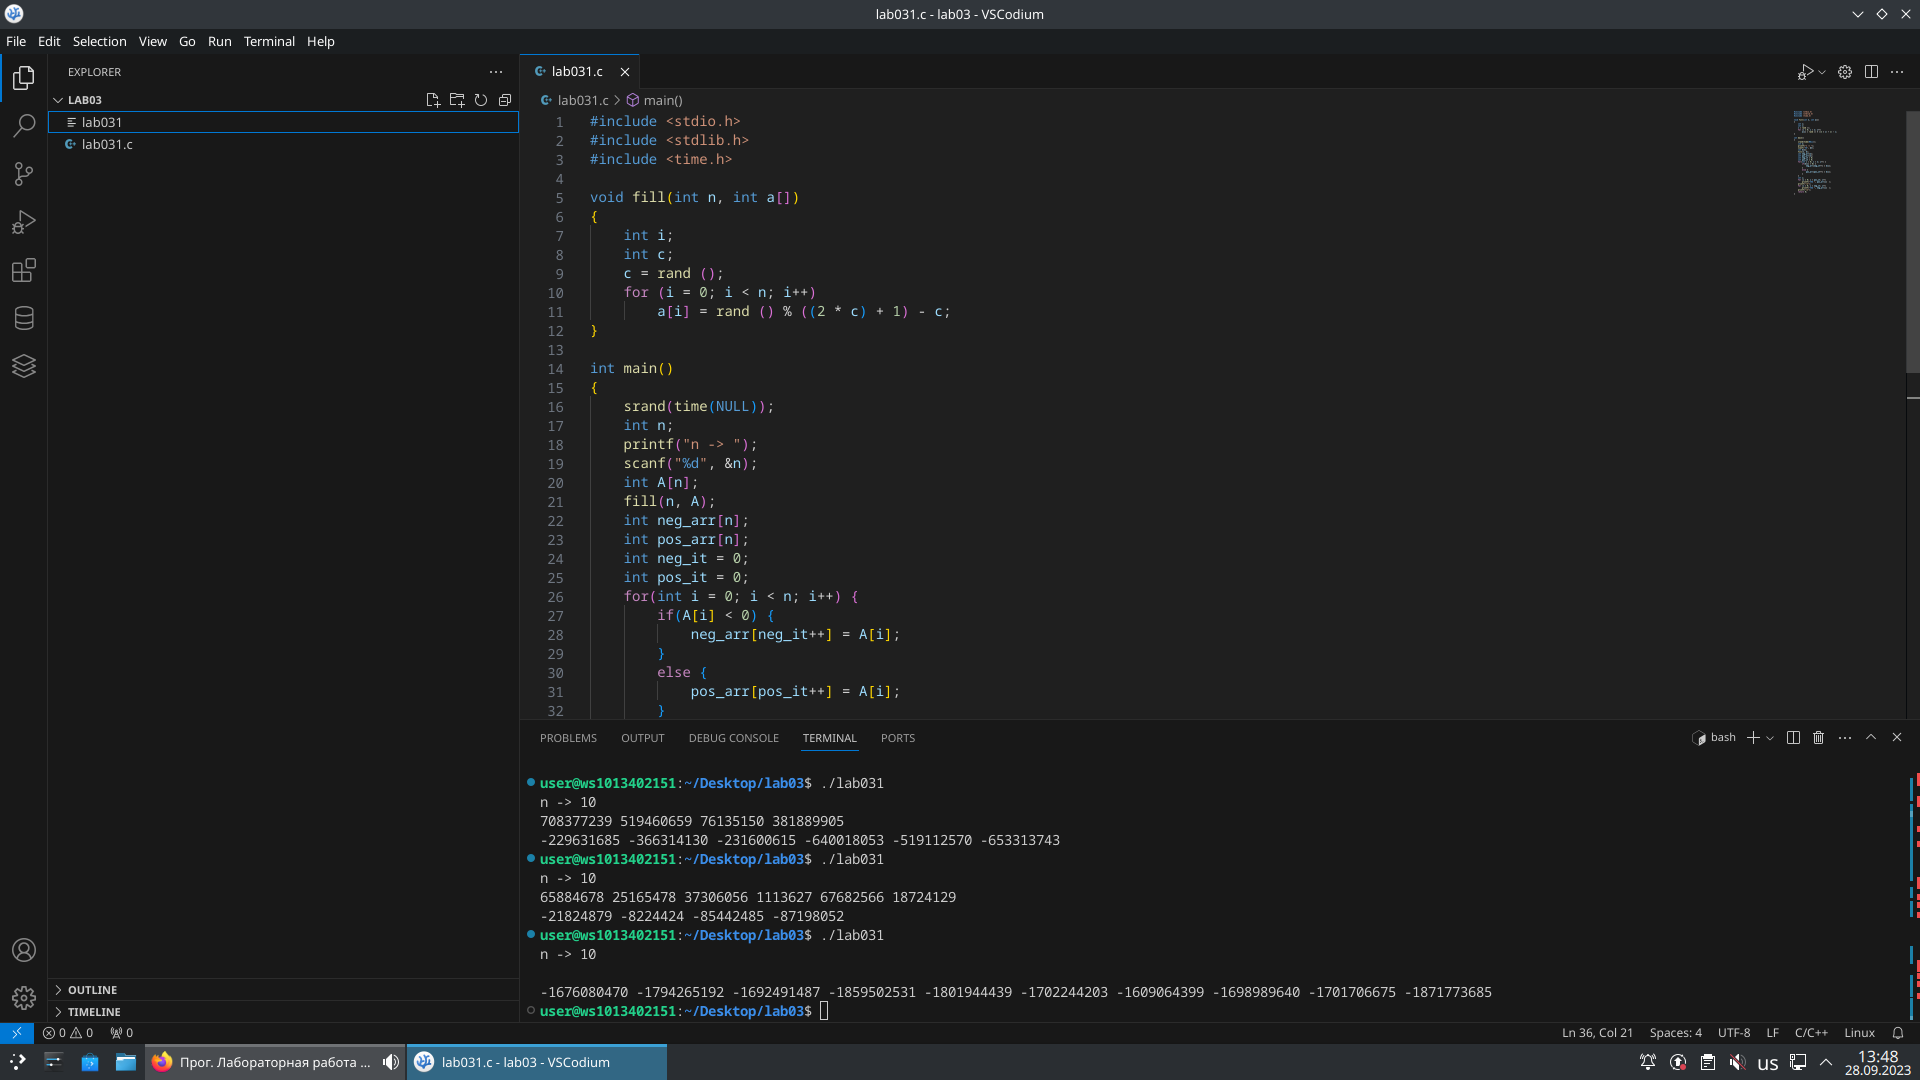 lab031.c - lab03 - VSCodium
File Edit Selection View Go Run Terminal Help
EXPLORER
LAB03
lab031
lab031.c
lab031.c
lab031.c > main()
1 #include <stdio.h>
2 #include <stdlib.h>
3 #include <time.h>
4
5 void fill(int n, int a[])
6 {
7 int i;
8 int c;
9 c = rand ();
10 for (i = 0; i < n; i++)
11 a[i] = rand () % ((2 * c) + 1) - c;
12 }
13
14 int main()
15 {
16 srand(time(NULL));
17 int n;
18 printf("n -> ");
19 scanf("%d", &n);
20 int A[n];
21 fill(n, A);
22 int neg_arr[n];
23 int pos_arr[n];
24 int neg_it = 0;
25 int pos_it = 0;
26 for(int i = 0; i < n; i++) {
27 if(A[i] < 0) {
28 neg_arr[neg_it++] = A[i];
29 }
30 else {
31 pos_arr[pos_it++] = A[i];
32 }
PROBLEMS OUTPUT DEBUG CONSOLE TERMINAL PORTS
bash
user@ws1013402151:~/Desktop/lab03$ ./lab031
n -> 10
708377239 519460659 76135150 381889905
-229631685 -366314130 -231600615 -640018053 -519112570 -653313743
user@ws1013402151:~/Desktop/lab03$ ./lab031
n -> 10
65884678 25165478 37306056 1113627 67682566 18724129
-21824879 -8224424 -85442485 -87198052
user@ws1013402151:~/Desktop/lab03$ ./lab031
n -> 10
-1676080470 -1794265192 -1692491487 -1859502531 -1801944439 -1702244203 -1609064399 -1698989640 -1701706675 -1871773685
user@ws1013402151:~/Desktop/lab03$
OUTLINE
TIMELINE
0 0 0
Ln 36, Col 21 Spaces: 4 UTF-8 LF C/C++ Linux
Прог. Лабораторная работа ...
lab031.c - lab03 - VSCodium
us
13:48
28.09.2023